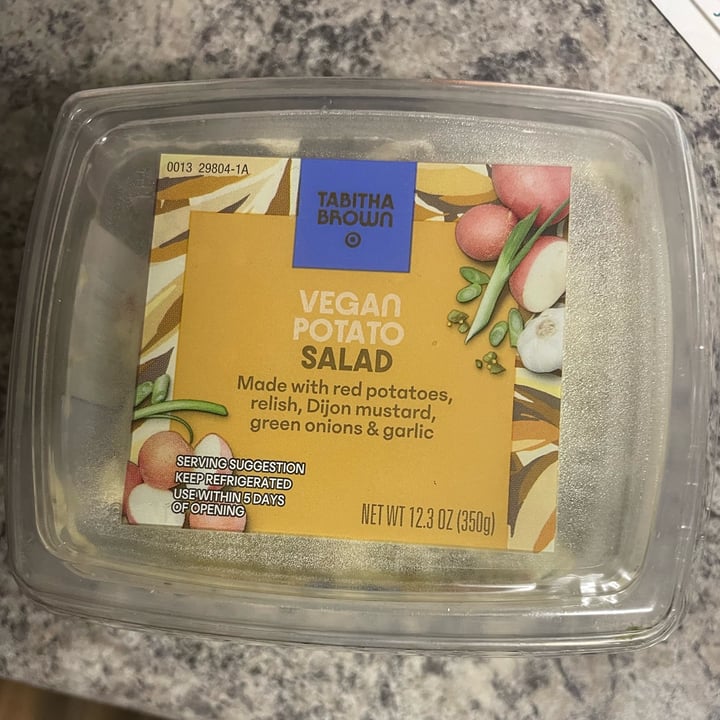 0013 29804-1A
TABITHA
BROWN
VEGAN
POTATO
SALAD
Made with red potatoes,
relish, Dijon mustard,
green onions & garlic
SERVING SUGGESTION
KEEP REFRIGERATED
USE WITHIN 5 DAYS
OF OPENING
NET WT 12.3 OZ (350g)